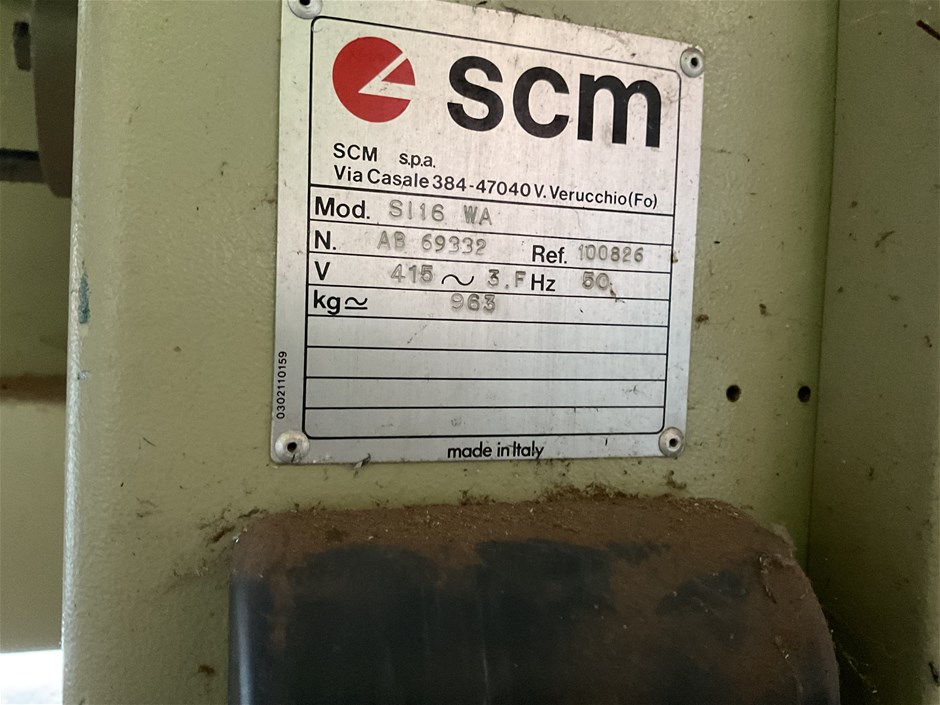 scm
SCM s.p.a.
Via Casale 384-47040 V. Verucchio (Fo)
Mod. SI16 WA
N. AB 69332 Ref. 100826
V 415 ~ 3.F Hz 50
kg≃ 963
0302110159
made in Italy